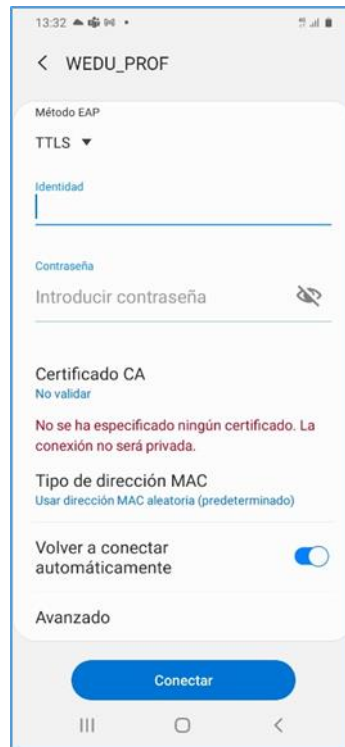 13:32
WEDU_PROF
Método EAP
TTLS
Identidad
Contraseña
Introducir contraseña
Certificado CA
No validar
No se ha especificado ningún certificado. La
conexión no será privada.
Tipo de dirección MAC
Usar dirección MAC aleatoria (predeterminado)
Volver a conectar
automáticamente
Avanzado
Conectar